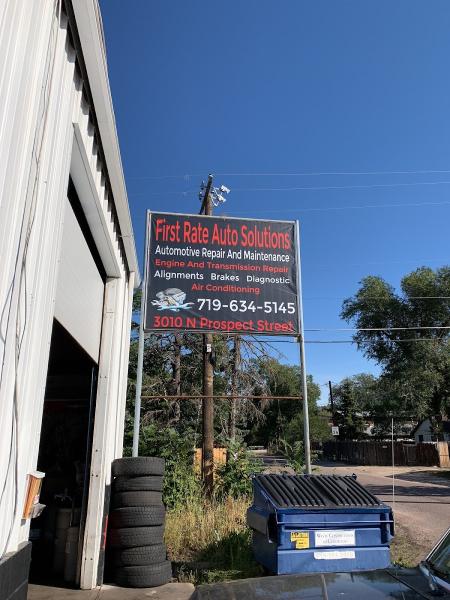 First Rate Auto Solutions
Automotive Repair And Maintenance
Engine And Transmission Repair
Alignments Brakes Diagnostic
Air Conditioning
719-634-5145
3010 N Prospect Street